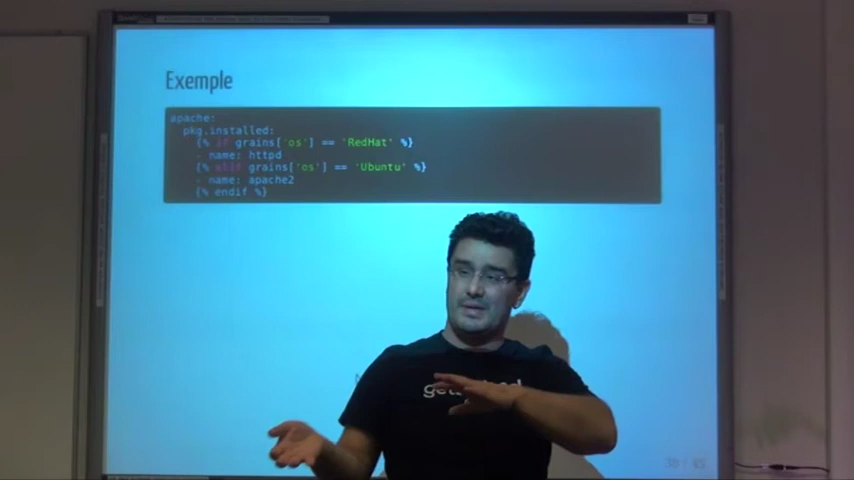 Exemple
apache:
pkg.installed:
{% if grains['os'] == 'RedHat' %}
- name: httpd
{% elif grains['os'] == 'Ubuntu' %}
- name: apache2
{% endif %}